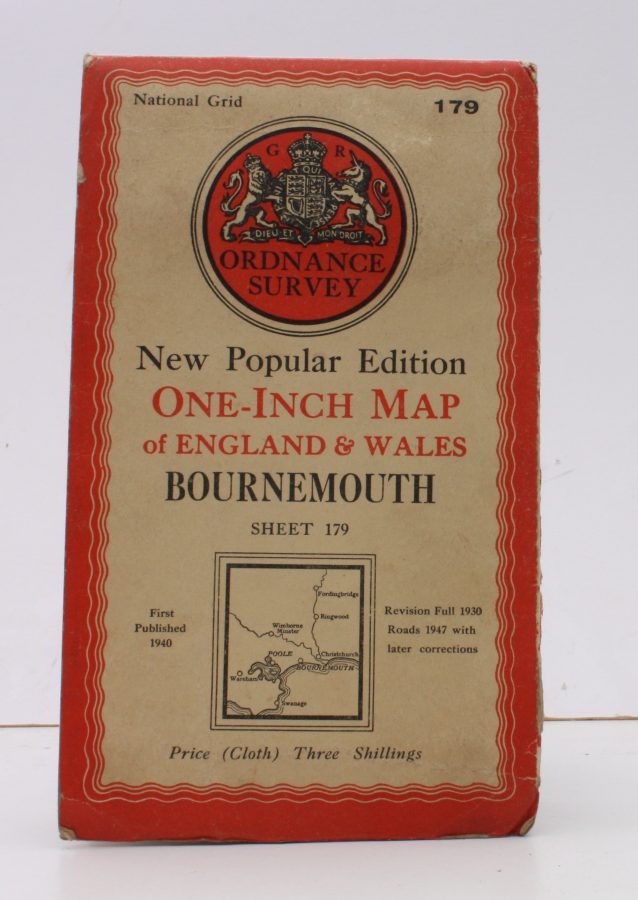 National Grid
179
G R
QUI
PENSE
DIEU·ET MON·DROIT
ORDNANCE
SURVEY
New Popular Edition
ONE-INCH MAP
of ENGLAND & WALES
BOURNEMOUTH
SHEET 179
First
Published
1940
Fordingbridge
Ringwood
Wimborne
Minster
POOLE
Christchurch
BOURNEMOUTH
Wareham
Swanage
Revision Full 1930
Roads 1947 with
later corrections
Price (Cloth) Three Shillings